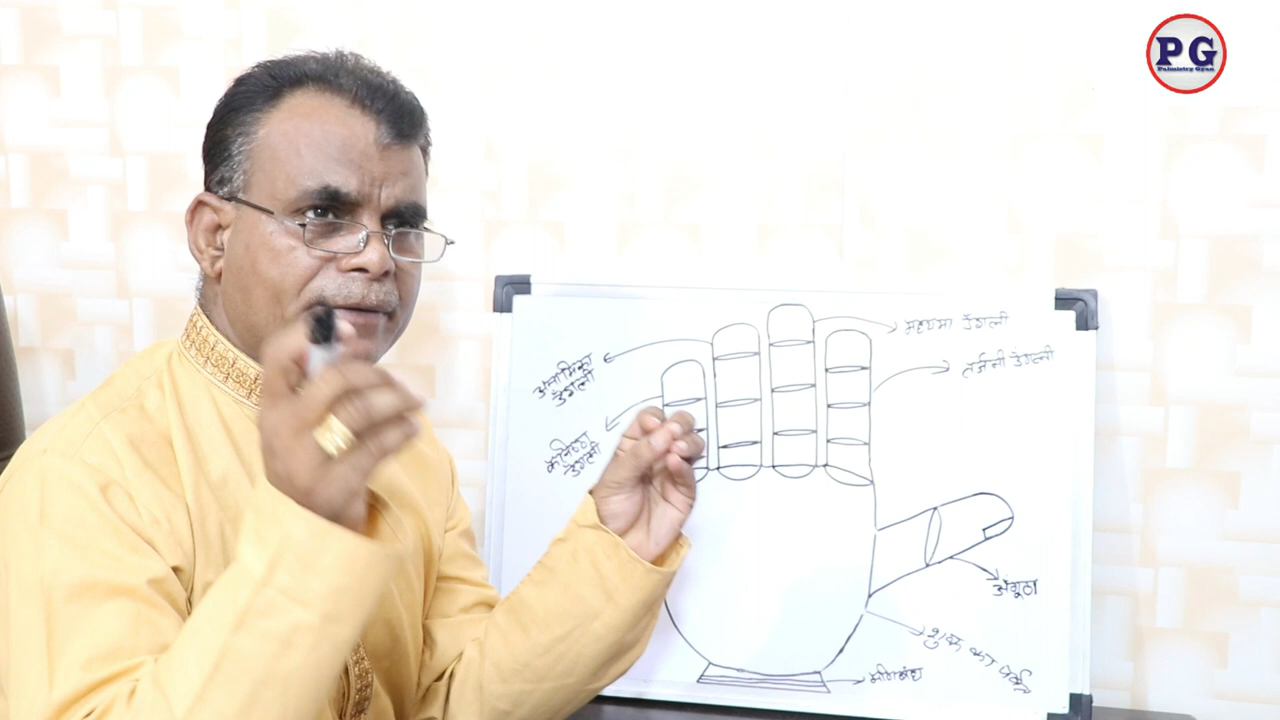 PG
Palmistry Gyan
मध्यमा उँगली
तर्जनी उँगली
अनामिका
उँगली
कनिष्ठा
उँगली
अँगूठा
शुक्र का पर्वत
मणिबंध